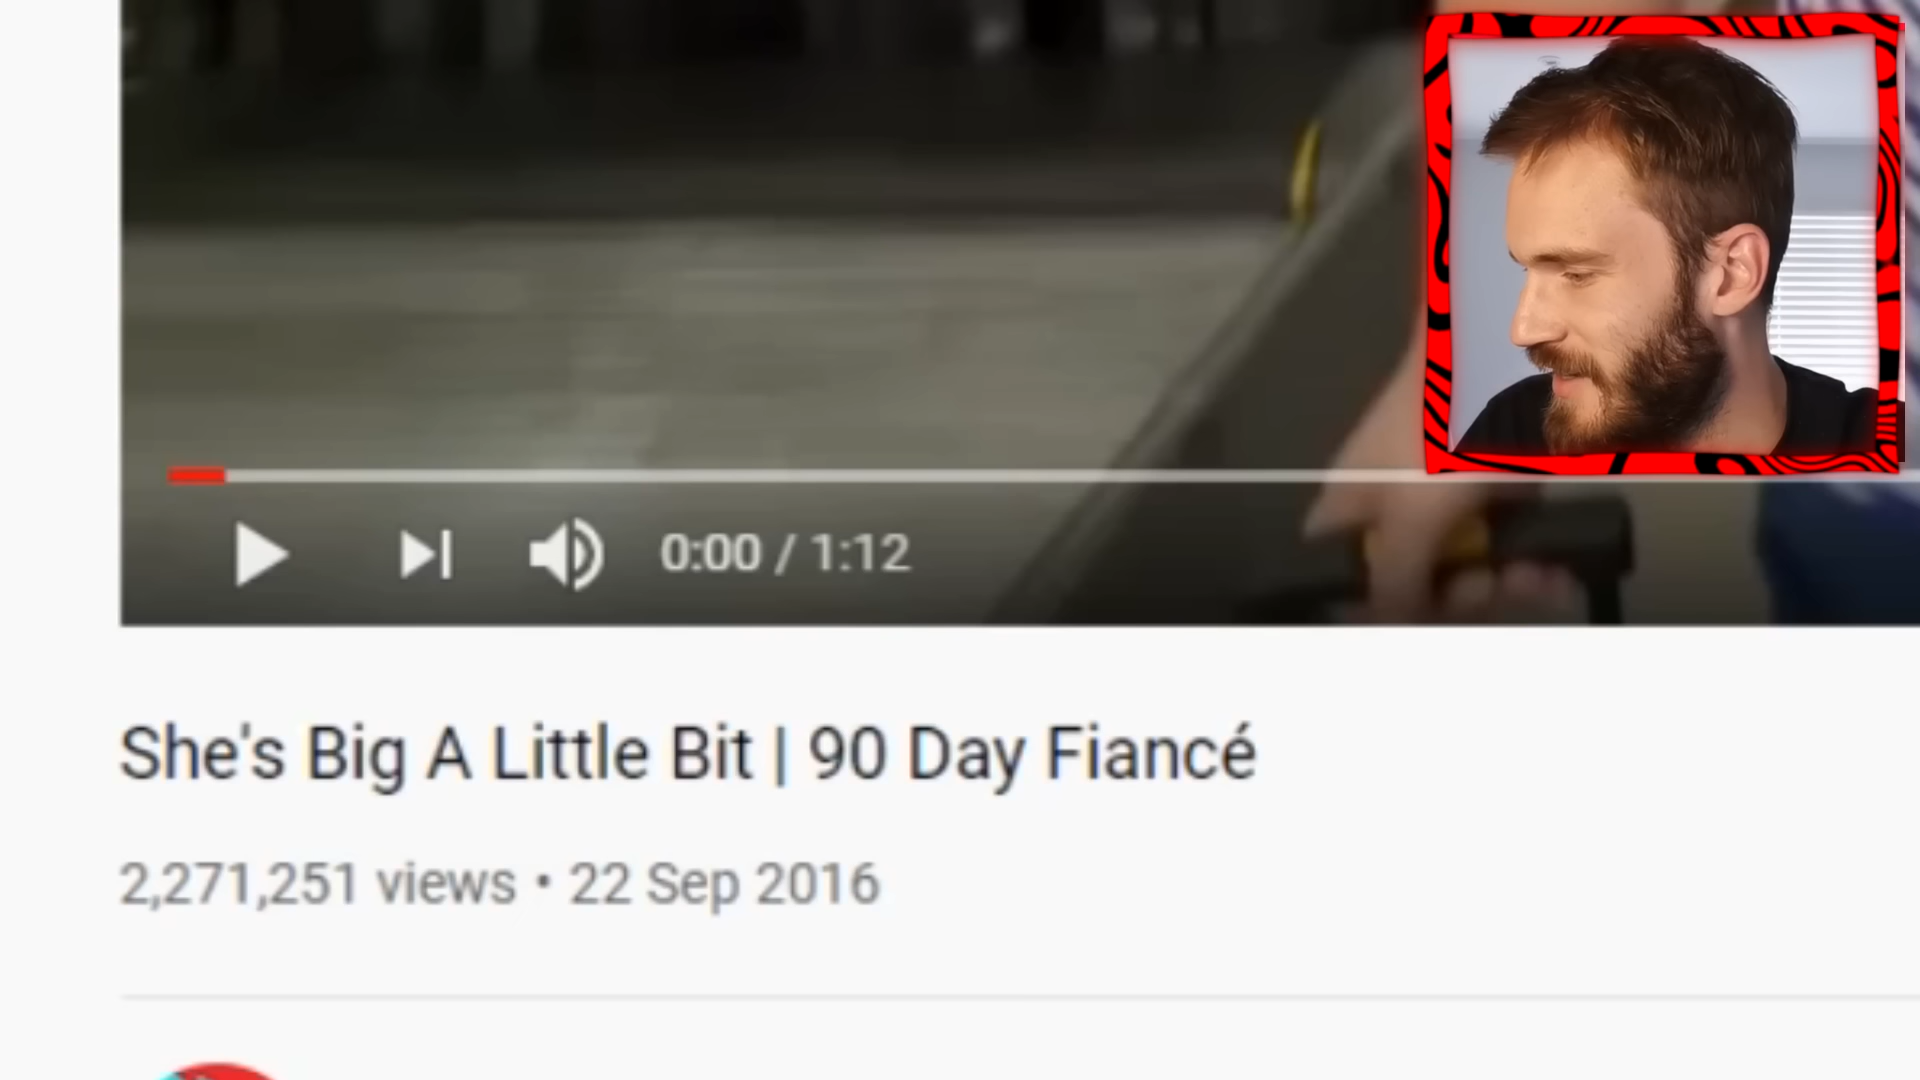 0:00 / 1:12
She's Big A Little Bit | 90 Day Fiancé
2,271,251 views • 22 Sep 2016